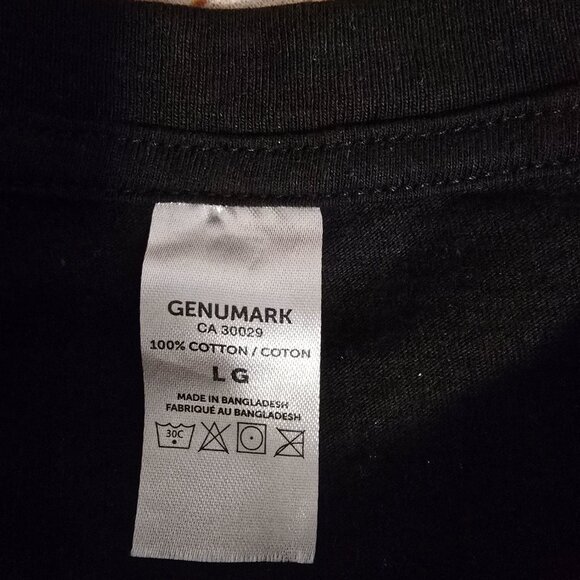 GENUMARK
CA 30029
100% COTTON / COTON
L G
MADE IN BANGLADESH
FABRIQUÉ AU BANGLADESH
30C